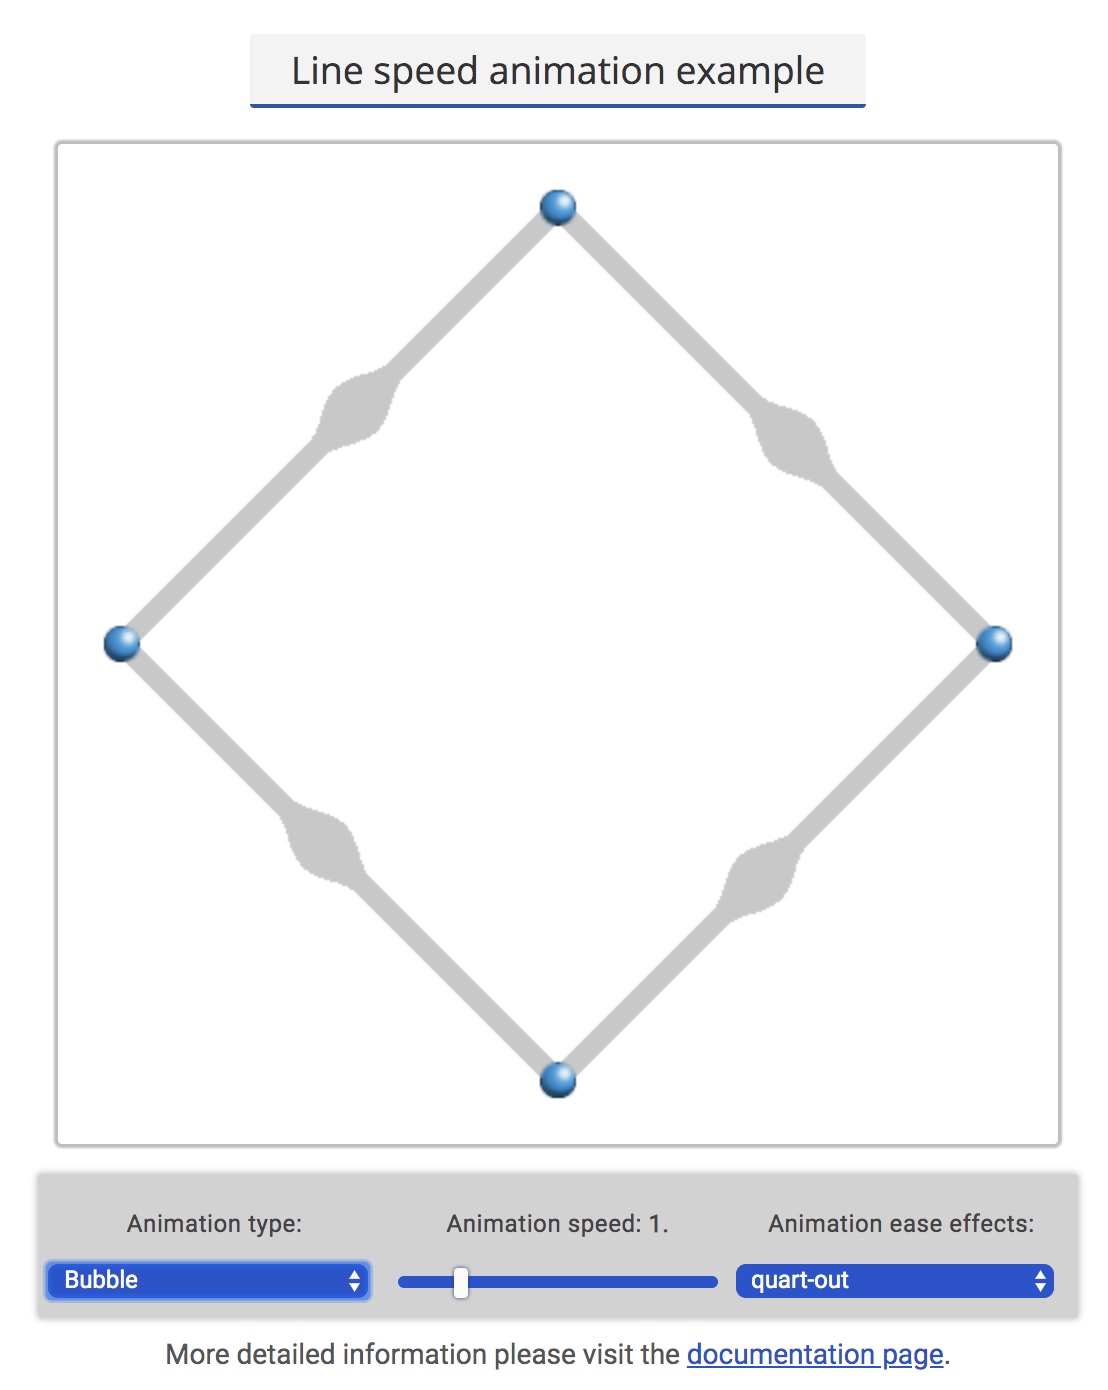 Line speed animation example
Animation type: Animation speed: 1. Animation ease effects:
Bubble quart-out
More detailed information please visit the documentation page.